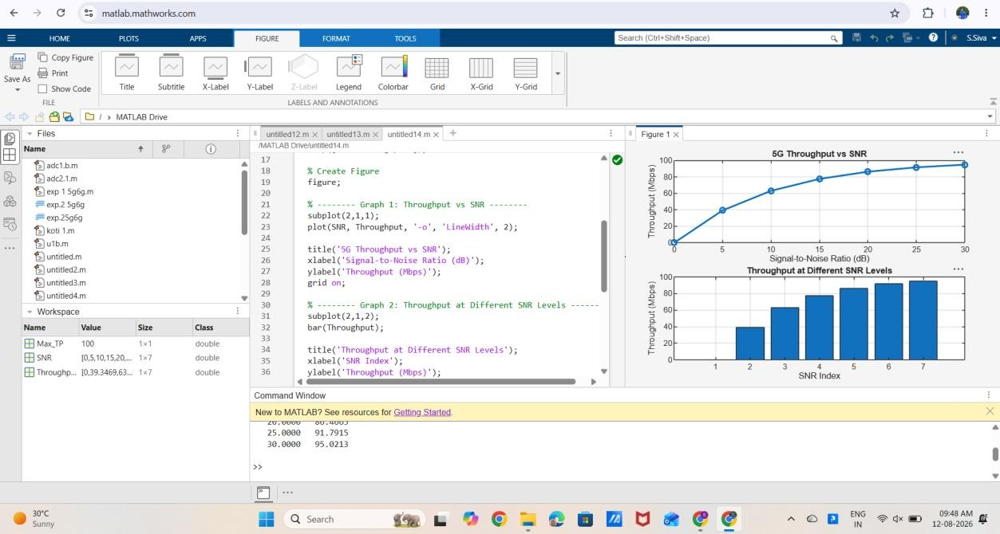 matlab.mathworks.com
HOME PLOTS APPS FIGURE FORMAT TOOLS Search (Ctrl+Shift+Space) S.Siva
Save As
Copy Figure
Print
Show Code
FILE
Title Subtitle X-Label Y-Label Z-Label Legend Colorbar Grid X-Grid Y-Grid
LABELS AND ANNOTATIONS
/ › MATLAB Drive
Files
Name
adc1.b.m
adc2.1.m
exp 1 5g6g.m
exp.2 5g6g
exp.25g6g
koti 1.m
u1b.m
untitled.m
untitled2.m
untitled3.m
untitled4.m
Workspace
Name Value Size Class
Max_TP 100 1×1 double
SNR [0,5,10,15,20,... 1×7 double
Throughp... [0,39.3469,63... 1×7 double
untitled12.m × untitled13.m × untitled14.m × +
/MATLAB Drive/untitled14.m
17
18 % Create Figure
19 figure;
20
21 % -------- Graph 1: Throughput vs SNR --------
22 subplot(2,1,1);
23 plot(SNR, Throughput, '-o', 'LineWidth', 2);
24
25 title('5G Throughput vs SNR');
26 xlabel('Signal-to-Noise Ratio (dB)');
27 ylabel('Throughput (Mbps)');
28 grid on;
29
30 % -------- Graph 2: Throughput at Different SNR Levels ------
31 subplot(2,1,2);
32 bar(Throughput);
33
34 title('Throughput at Different SNR Levels');
35 xlabel('SNR Index');
36 ylabel('Throughput (Mbps)');
Figure 1 ×
5G Throughput vs SNR
Throughput (Mbps)
100
80
60
40
20
0
0 5 10 15 20 25 30
Signal-to-Noise Ratio (dB)
Throughput at Different SNR Levels
Throughput (Mbps)
100
80
60
40
20
0
1 2 3 4 5 6 7
SNR Index
Command Window
New to MATLAB? See resources for Getting Started.
20.0000 86.4665
25.0000 91.7915
30.0000 95.0213
>>
30°C
Sunny
Search
ENG
IN
09:48 AM
12-08-2026